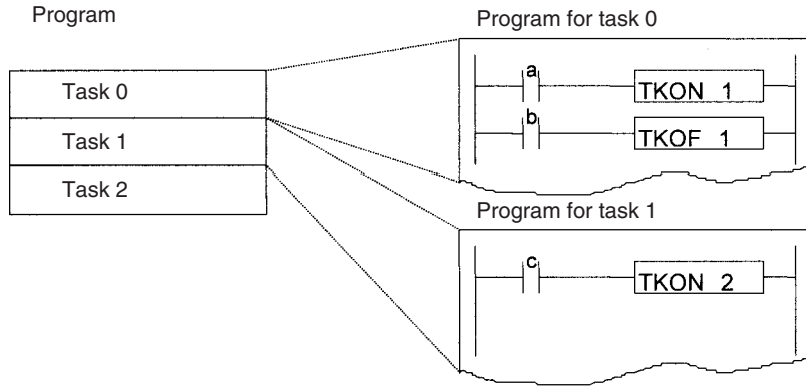 Program
Task 0
Task 1
Task 2
Program for task 0
a
TKON 1
b
TKOF 1
Program for task 1
c
TKON 2